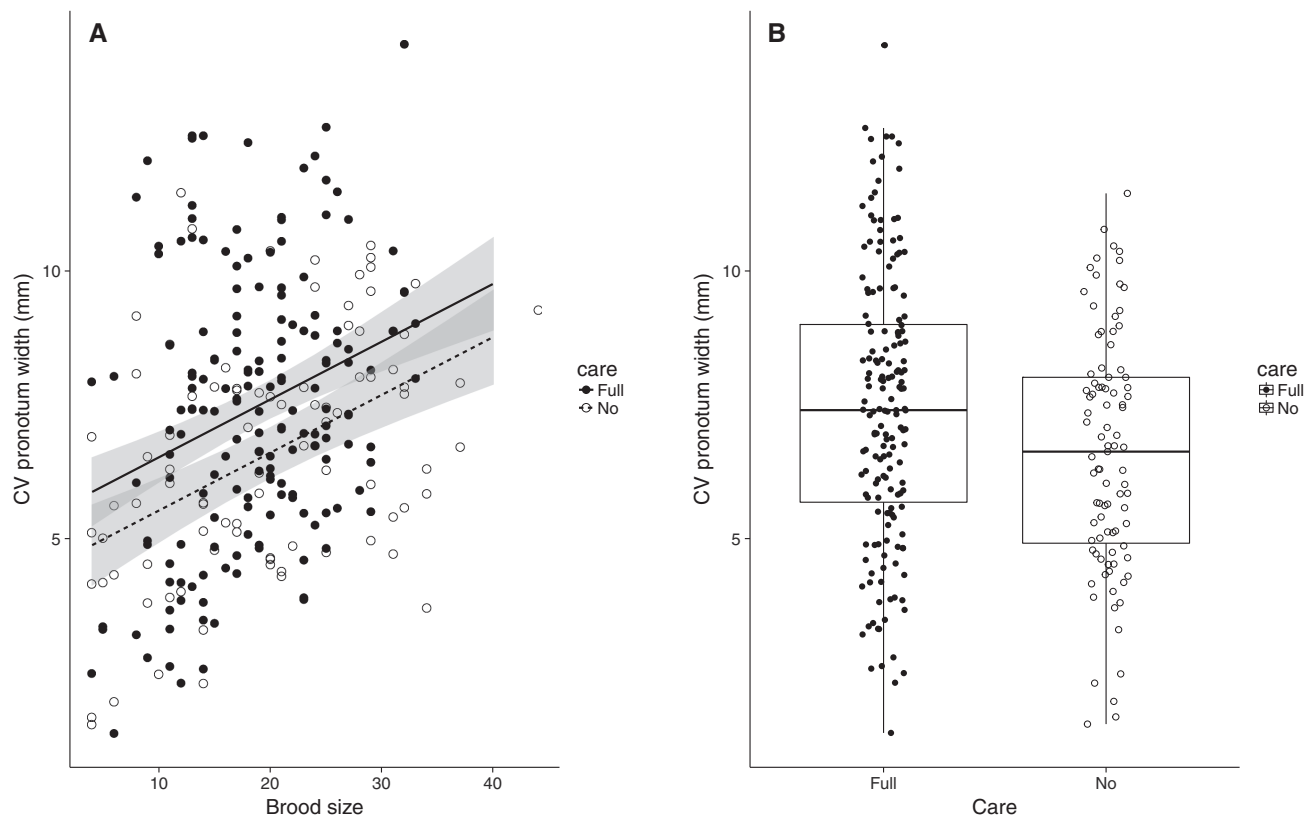 A
CV pronotum width (mm)
10
5
10
20
30
40
Brood size
care
Full
No
B
CV pronotum width (mm)
10
5
Full
No
Care
care
Full
No